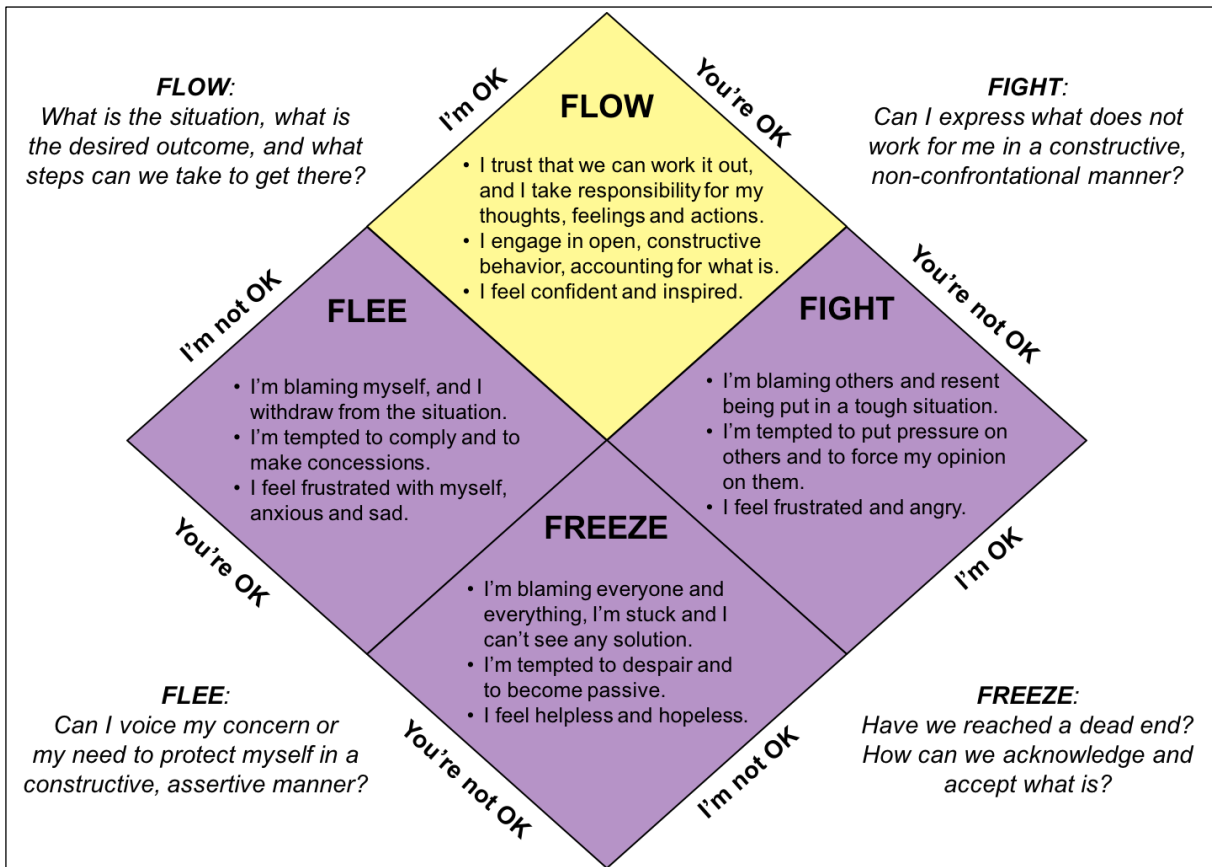 FLOW:
What is the situation, what is
the desired outcome, and what
steps can we take to get there?
I'm OK
You're OK
FIGHT:
Can I express what does not
work for me in a constructive,
non-confrontational manner?
FLOW
• I trust that we can work it out,
and I take responsibility for my
thoughts, feelings and actions.
• I engage in open, constructive
behavior, accounting for what is.
• I feel confident and inspired.
I'm not OK
FLEE
• I'm blaming myself, and I
withdraw from the situation.
• I'm tempted to comply and to
make concessions.
• I feel frustrated with myself,
anxious and sad.
You're OK
You're not OK
FIGHT
• I'm blaming others and resent
being put in a tough situation.
• I'm tempted to put pressure on
others and to force my opinion
on them.
• I feel frustrated and angry.
I'm OK
FREEZE
• I'm blaming everyone and
everything, I'm stuck and I
can't see any solution.
• I'm tempted to despair and
to become passive.
• I feel helpless and hopeless.
You're not OK
I'm not OK
FLEE:
Can I voice my concern or
my need to protect myself in a
constructive, assertive manner?
FREEZE:
Have we reached a dead end?
How can we acknowledge and
accept what is?